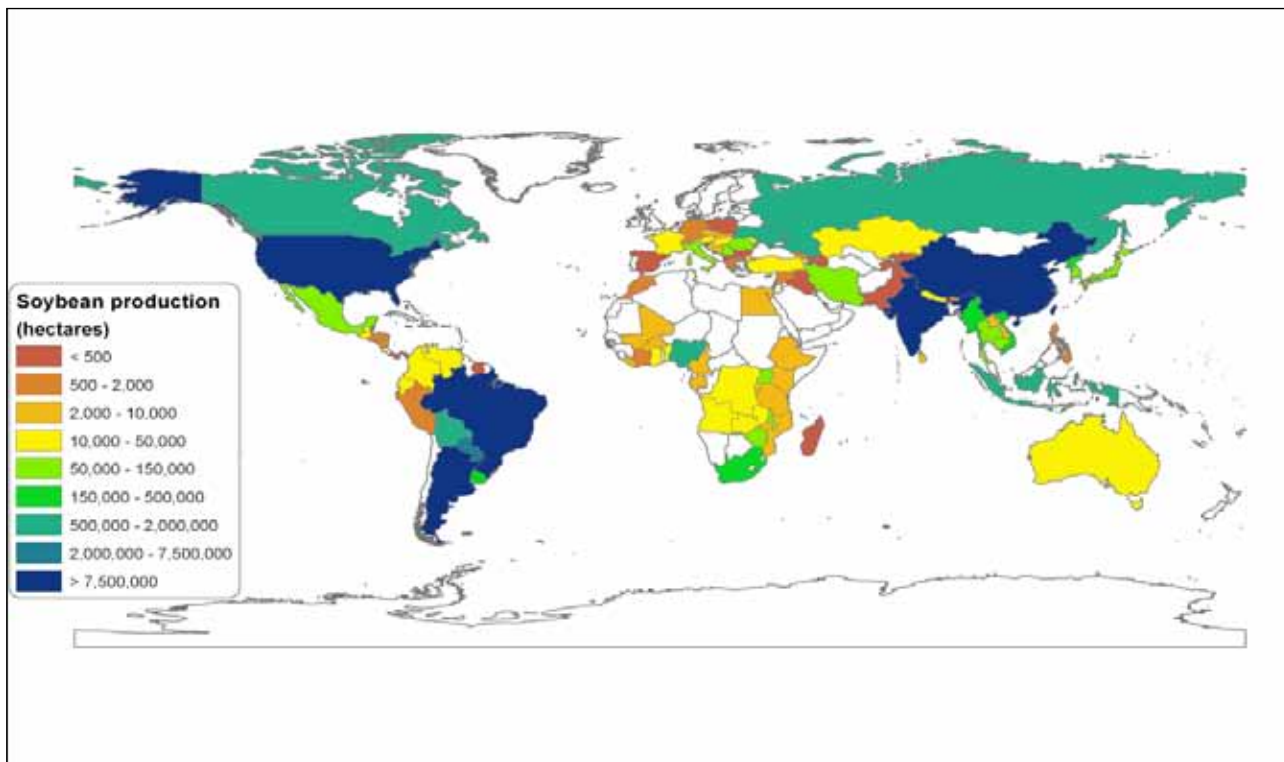 Soybean production
(hectares)
< 500
500 - 2.000
2.000 - 10.000
10,000 - 50,000
50,000 - 150,000
150,000 - 500,000
500,000 - 2,000,000
2,000,000 - 7,500,000
> 7,500,000